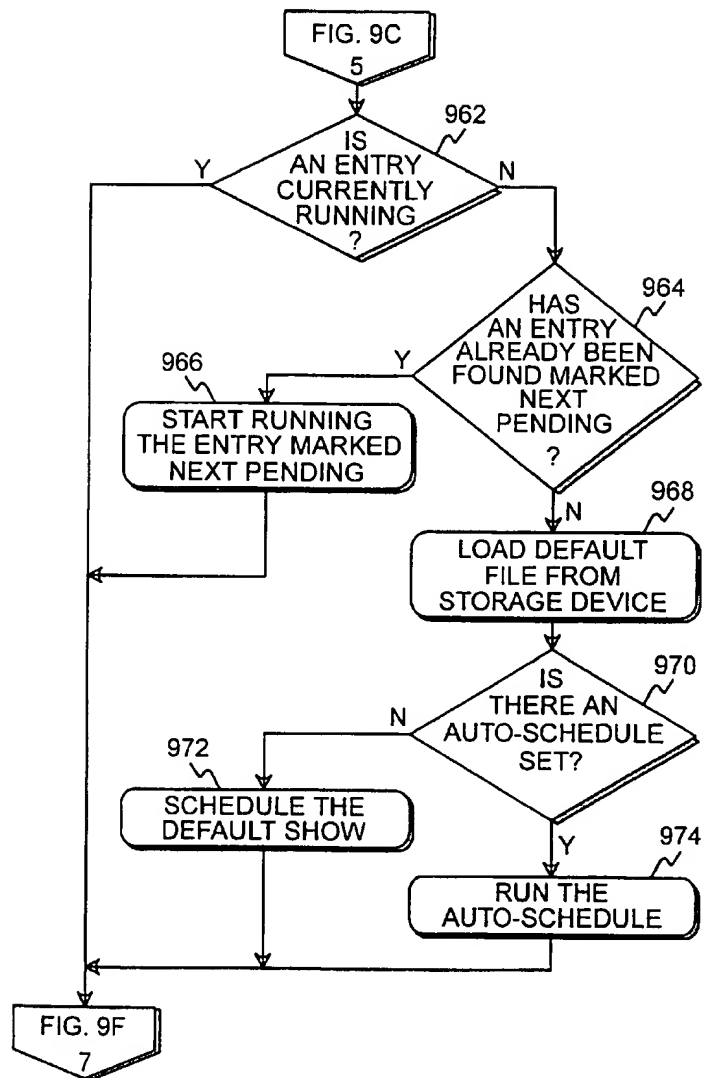 FIG. 9C
5
962
IS
AN ENTRY
CURRENTLY
RUNNING
?
Y
N
964
HAS
AN ENTRY
ALREADY BEEN
FOUND MARKED
NEXT
PENDING
?
Y
N
966
START RUNNING
THE ENTRY MARKED
NEXT PENDING
968
LOAD DEFAULT
FILE FROM
STORAGE DEVICE
970
IS
THERE AN
AUTO-SCHEDULE
SET?
N
Y
972
SCHEDULE THE
DEFAULT SHOW
974
RUN THE
AUTO-SCHEDULE
FIG. 9F
7